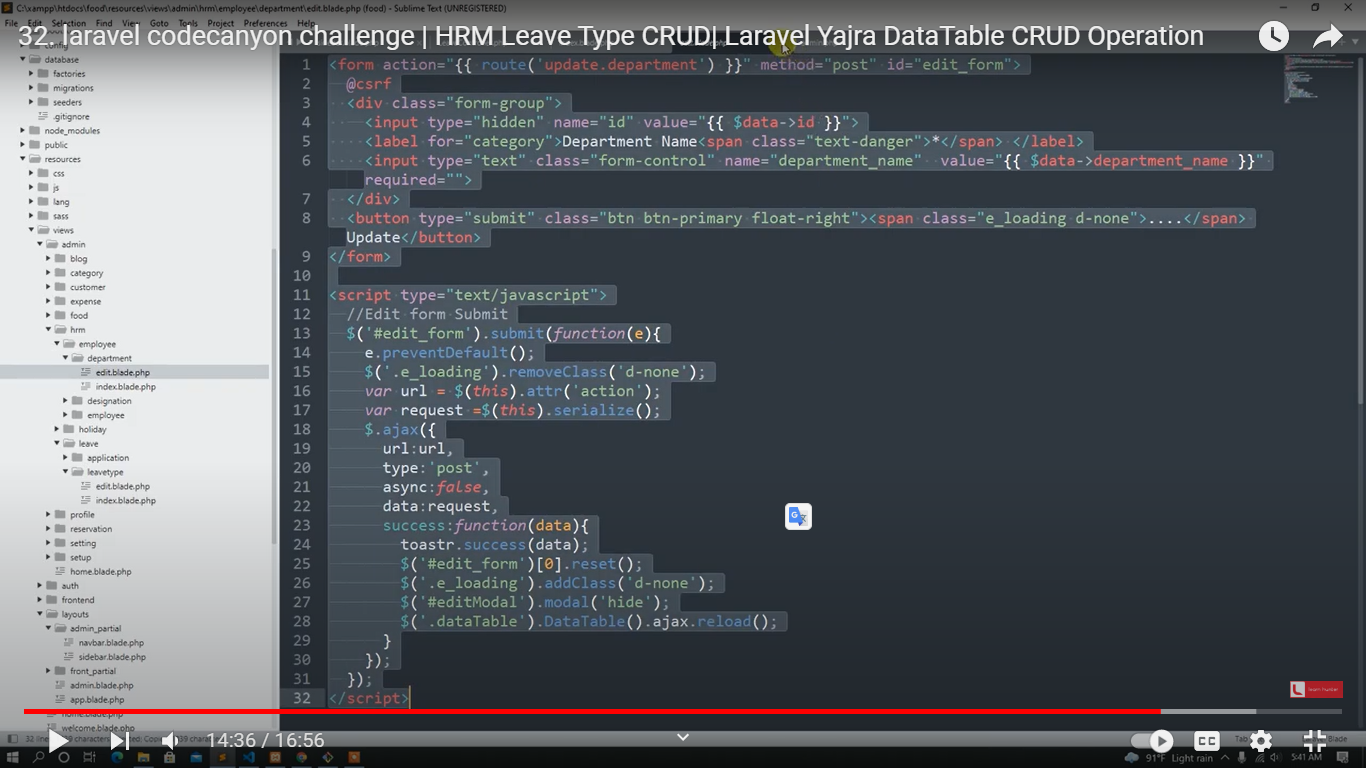 C:\xampp\htdocs\food\resources\views\admin\hrm\employee\department\edit.blade.php (food) - Sublime Text (UNREGISTERED)
File Edit Selection Find View Goto Tools Project Preferences Help
32. laravel codecanyon challenge | HRM Leave Type CRUD| Laravel Yajra DataTable CRUD Operation
config
database
factories
migrations
seeders
.gitignore
node_modules
public
resources
css
js
lang
sass
views
admin
blog
category
customer
expense
food
hrm
employee
department
edit.blade.php
index.blade.php
designation
employee
holiday
leave
application
leavetype
edit.blade.php
index.blade.php
profile
reservation
setting
setup
home.blade.php
auth
frontend
layouts
admin_partial
navbar.blade.php
sidebar.blade.php
front_partial
admin.blade.php
app.blade.php
home.blade.php
welcome.blade.php
1 <form action="{{ route('update.department') }}" method="post" id="edit_form">
2 @csrf
3 <div class="form-group">
4 <input type="hidden" name="id" value="{{ $data->id }}">
5 <label for="category">Department Name<span class="text-danger">*</span> </label>
6 <input type="text" class="form-control" name="department_name"  value="{{ $data->department_name }}"
required="">
7 </div>
8 <button type="submit" class="btn btn-primary float-right"><span class="e_loading d-none">....</span>
Update</button>
9 </form>
10
11 <script type="text/javascript">
12 //Edit form Submit
13 $('#edit_form').submit(function(e){
14 e.preventDefault();
15 $('.e_loading').removeClass('d-none');
16 var url = $(this).attr('action');
17 var request =$(this).serialize();
18 $.ajax({
19 url:url,
20 type:'post',
21 async:false,
22 data:request,
23 success:function(data){
24 toastr.success(data);
25 $('#edit_form')[0].reset();
26 $('.e_loading').addClass('d-none');
27 $('#editModal').modal('hide');
28 $('.dataTable').DataTable().ajax.reload();
29 }
30 });
31 });
32 </script>
14:36 / 16:56
CC
91°F Light rain
5:41 AM